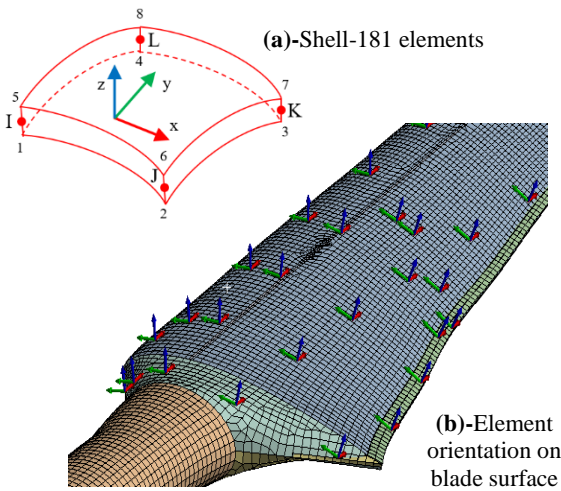 8
(a)-Shell-181 elements
L
4
z
y
5
7
I
K
x
1
6
3
J
2
(b)-Element
orientation on
blade surface